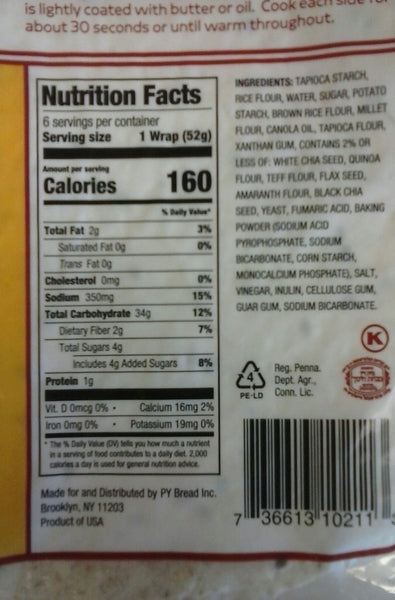 is lightly coated with butter or oil. Cook each side for
about 30 seconds or until warm throughout.
Nutrition Facts
6 servings per container
Serving size 1 Wrap (52g)
Amount per serving
Calories 160
% Daily Value*
Total Fat 2g 3%
Saturated Fat 0g 0%
Trans Fat 0g
Cholesterol 0mg 0%
Sodium 350mg 15%
Total Carbohydrate 34g 12%
Dietary Fiber 2g 7%
Total Sugars 4g
Includes 4g Added Sugars 8%
Protein 1g
Vit. D 0mcg 0% • Calcium 16mg 2%
Iron 0mg 0% • Potassium 19mg 0%
* The % Daily Value (DV) tells you how much a nutrient
in a serving of food contributes to a daily diet. 2,000
calories a day is used for general nutrition advice.
Made for and Distributed by PY Bread Inc.
Brooklyn, NY 11203
Product of USA
INGREDIENTS: TAPIOCA STARCH,
RICE FLOUR, WATER, SUGAR, POTATO
STARCH, BROWN RICE FLOUR, MILLET
FLOUR, CANOLA OIL, TAPIOCA FLOUR,
XANTHAN GUM, CONTAINS 2% OR
LESS OF: WHITE CHIA SEED, QUINOA
FLOUR, TEFF FLOUR, FLAX SEED,
AMARANTH FLOUR, BLACK CHIA
SEED, YEAST, FUMARIC ACID, BAKING
POWDER (SODIUM ACID
PYROPHOSPHATE, SODIUM
BICARBONATE, CORN STARCH,
MONOCALCIUM PHOSPHATE), SALT,
VINEGAR, INULIN, CELLULOSE GUM,
GUAR GUM, SODIUM BICARBONATE.
K
4
PE-LD
Reg. Penna.
Dept. Agr.,
Conn. Lic.
7 36613 10211